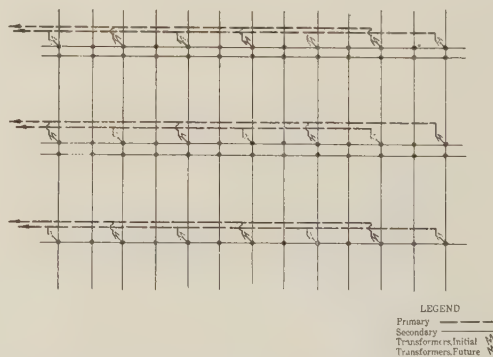 LEGEND
Primary
Secondary
Transformers, Initial
Transformers, Future